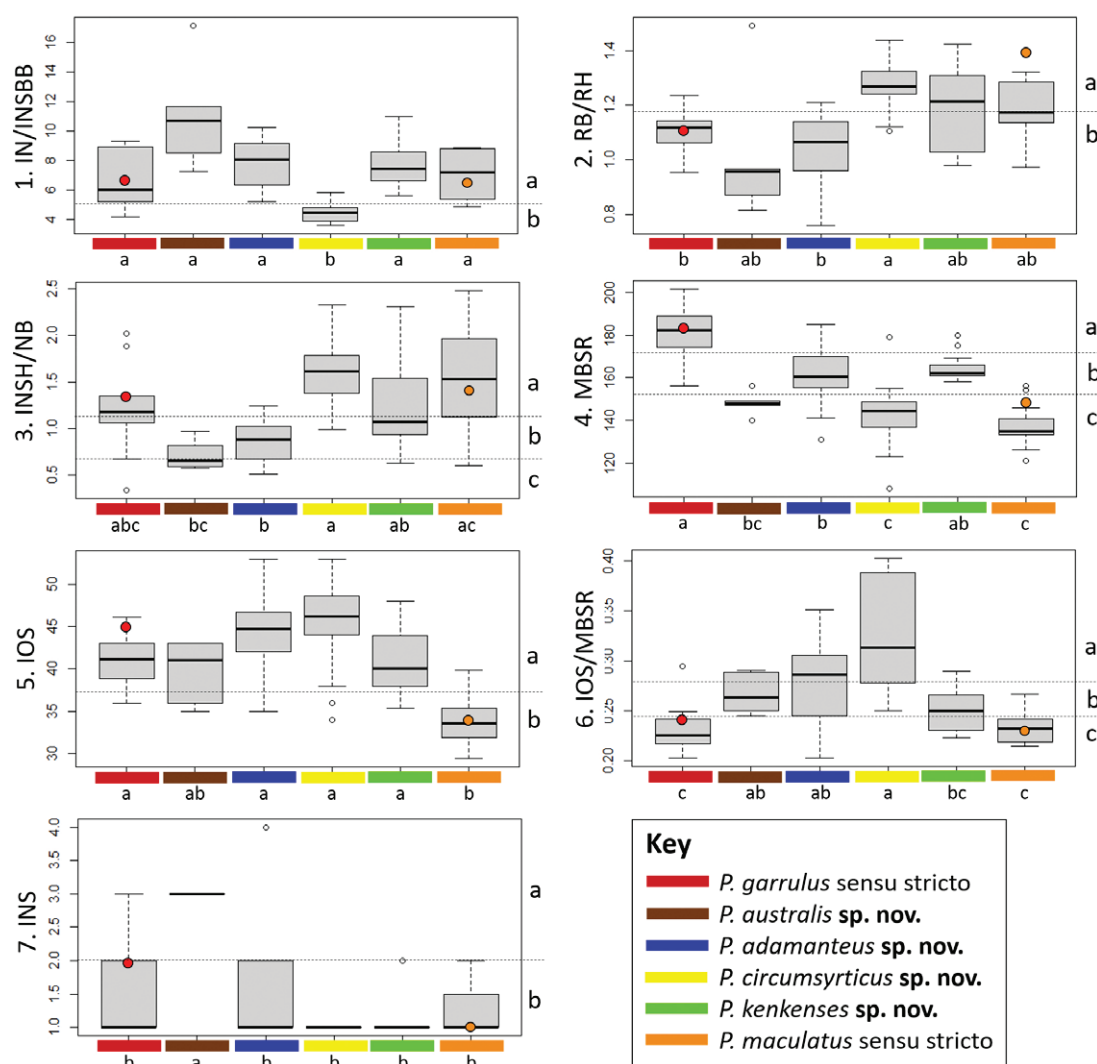 1. IN/INSBB
16
14
12
10
8
6
4
a
b
a a a b a a
2. RB/RH
1.4
1.2
1.0
0.8
a
b
b ab b a ab ab
3. INSH/NB
2.5
2.0
1.5
1.0
0.5
a
b
c
abc bc b a ab ac
4. MBSR
200
180
160
140
120
a
b
c
a bc b c ab c
5. IOS
50
45
40
35
30
a
b
a ab a a a b
6. IOS/MBSR
0.40
0.35
0.30
0.25
0.20
a
b
c
c ab ab a bc c
7. INS
4.0
3.5
3.0
2.5
2.0
1.5
1.0
a
b
b a b b b b
Key
P. garrulus sensu stricto
P. australis sp. nov.
P. adamanteus sp. nov.
P. circumsyrticus sp. nov.
P. kenkenses sp. nov.
P. maculatus sensu stricto